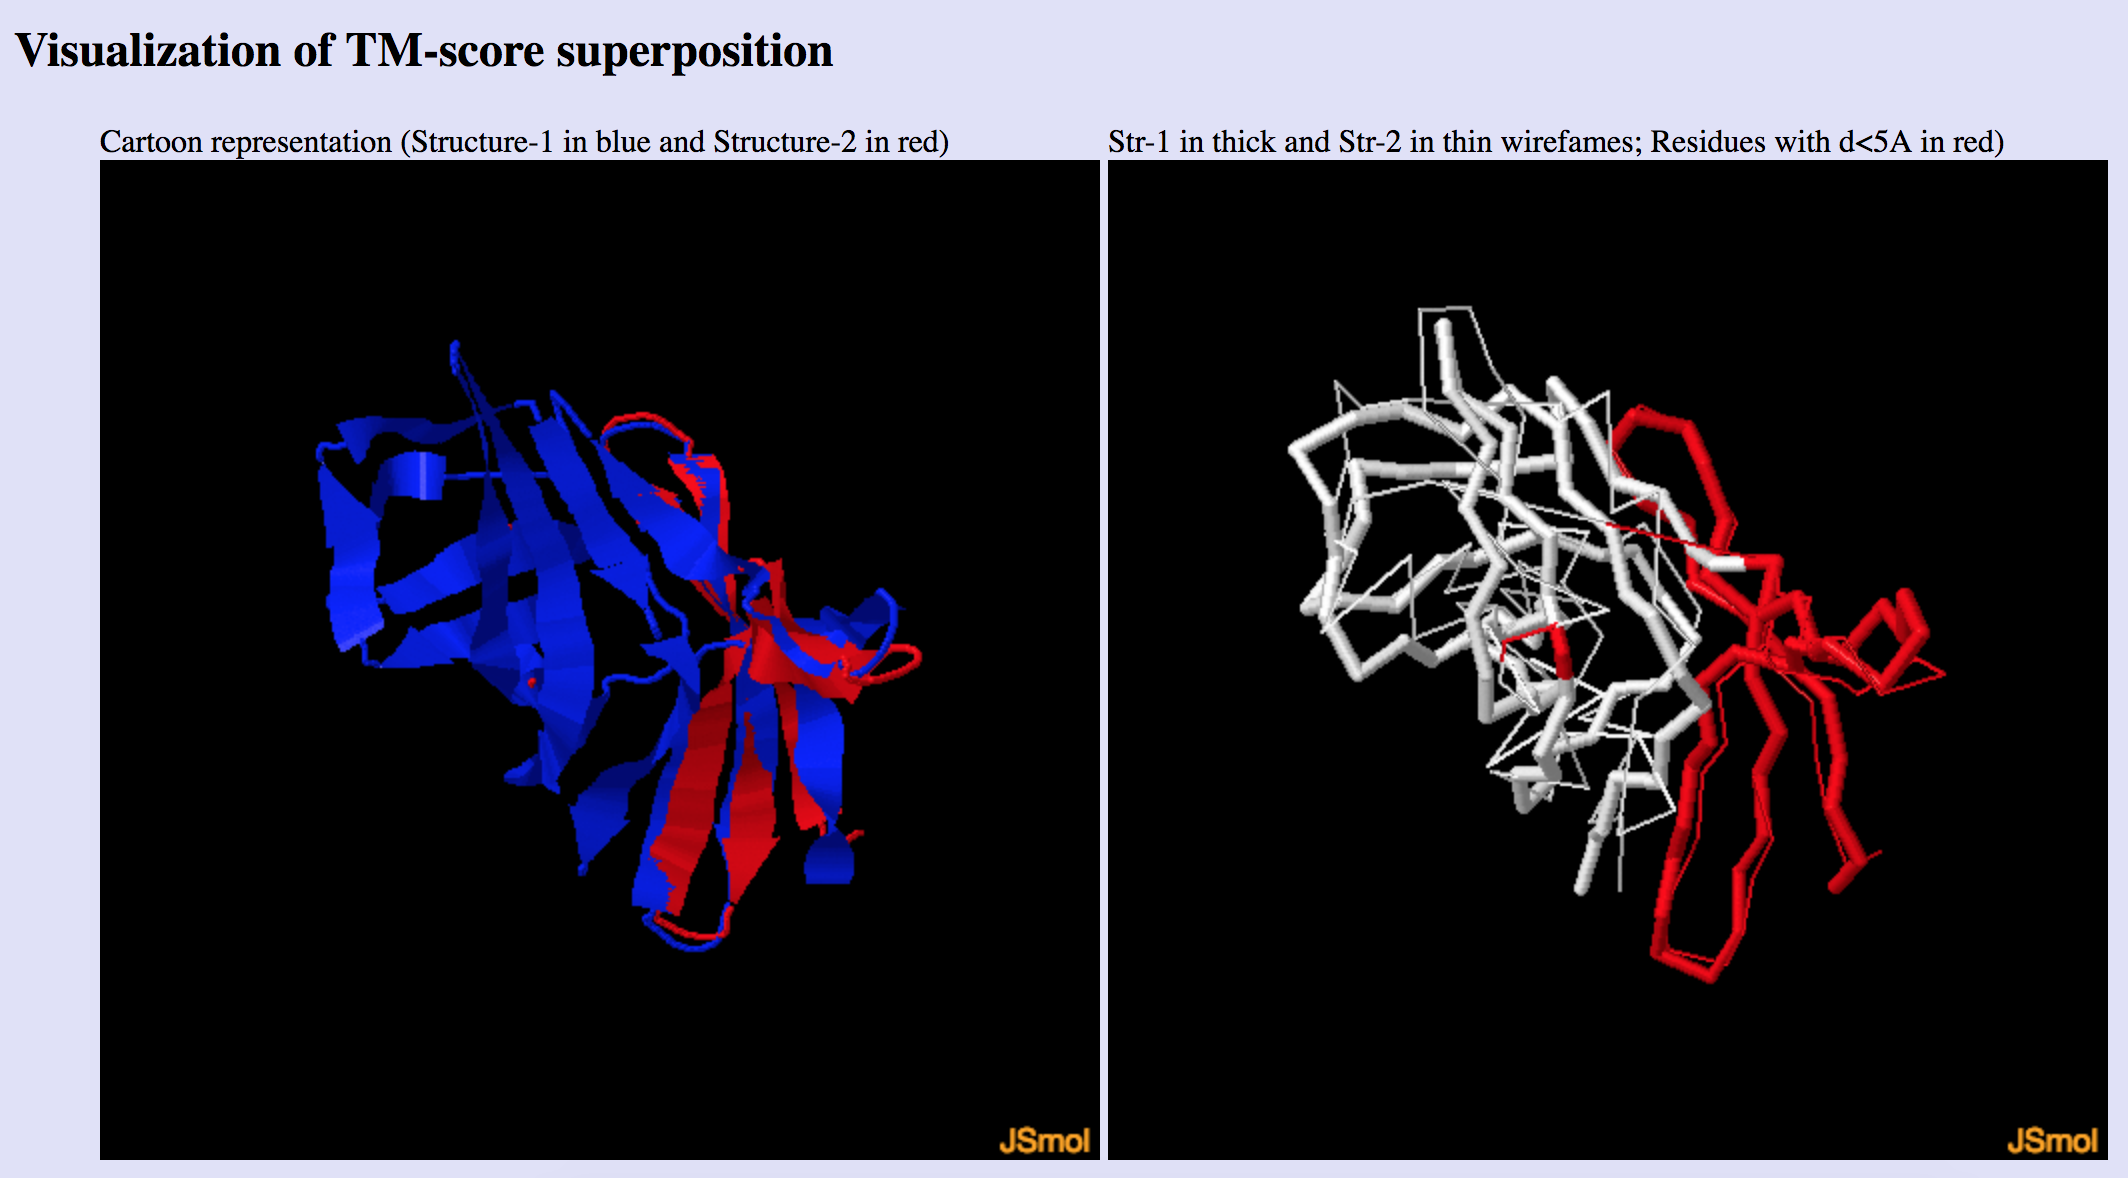 Visualization of TM-score superposition
Cartoon representation (Structure-1 in blue and Structure-2 in red)
Str-1 in thick and Str-2 in thin wirefames; Residues with d<5A in red)
JSmol
JSmol